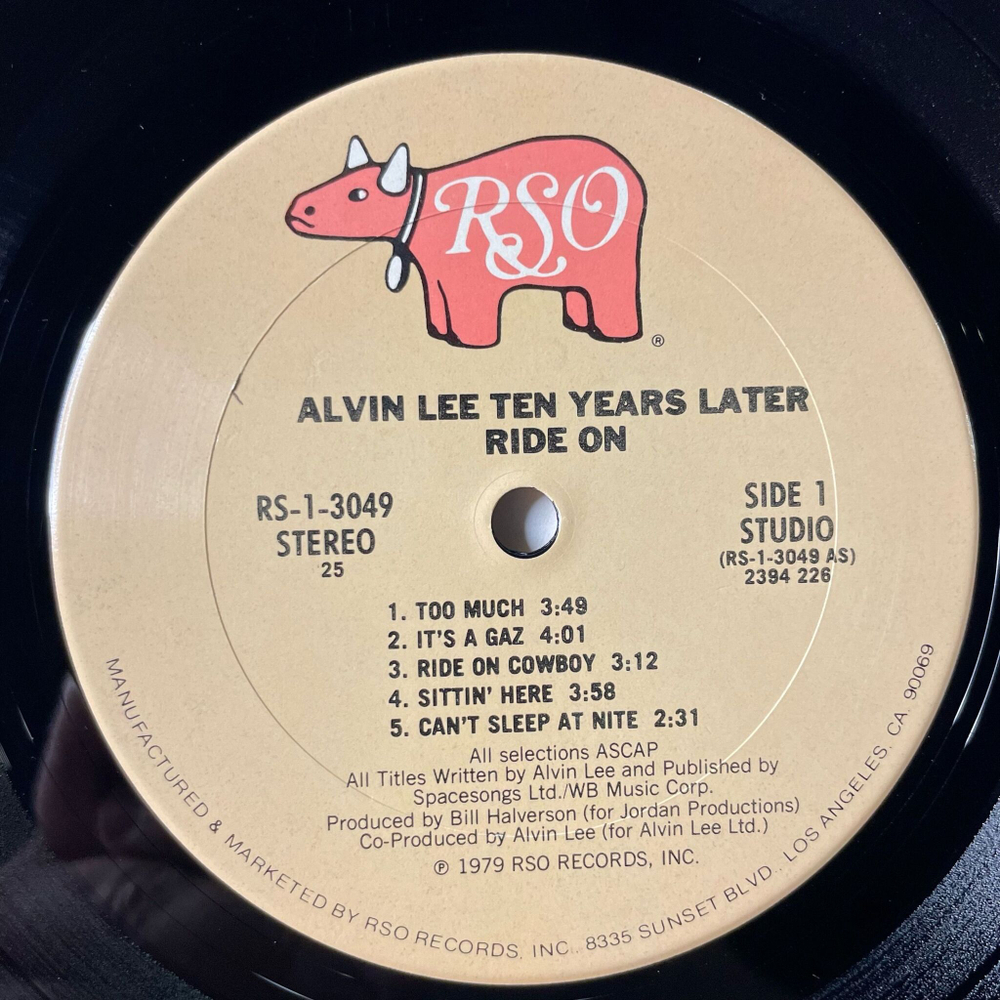 RSO
®
ALVIN LEE TEN YEARS LATER
RIDE ON
RS-1-3049
STEREO
25
SIDE 1
STUDIO
(RS-1-3049 AS)
2394 226
1. TOO MUCH 3:49
2. IT'S A GAZ 4:01
3. RIDE ON COWBOY 3:12
4. SITTIN' HERE 3:58
5. CAN'T SLEEP AT NITE 2:31
All selections ASCAP
All Titles Written by Alvin Lee and Published by
Spacesongs Ltd./WB Music Corp.
Produced by Bill Halverson (for Jordan Productions)
Co-Produced by Alvin Lee (for Alvin Lee Ltd.)
℗ 1979 RSO RECORDS, INC.
MANUFACTURED & MARKETED BY RSO RECORDS, INC. 8335 SUNSET BLVD., LOS ANGELES, CA 90069